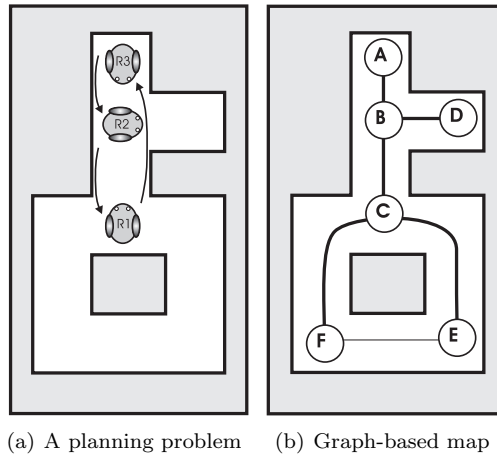 R3
R2
R1
A
B
D
C
F
E
(a) A planning problem
(b) Graph-based map